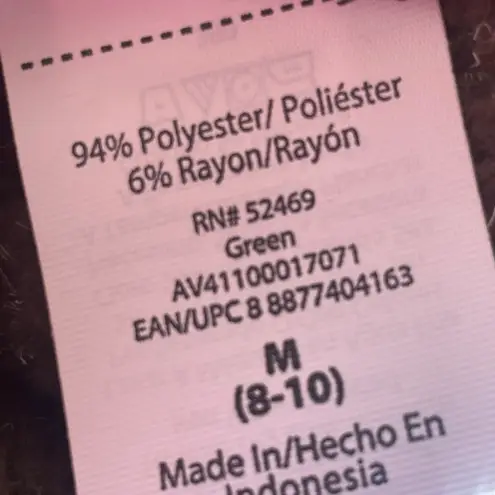 94% Polyester/ Poliéster
6% Rayon/Rayón
RN# 52469
Green
AV41100017071
EAN/UPC 8 8877404163
M
(8-10)
Made In/Hecho En
Indonesia